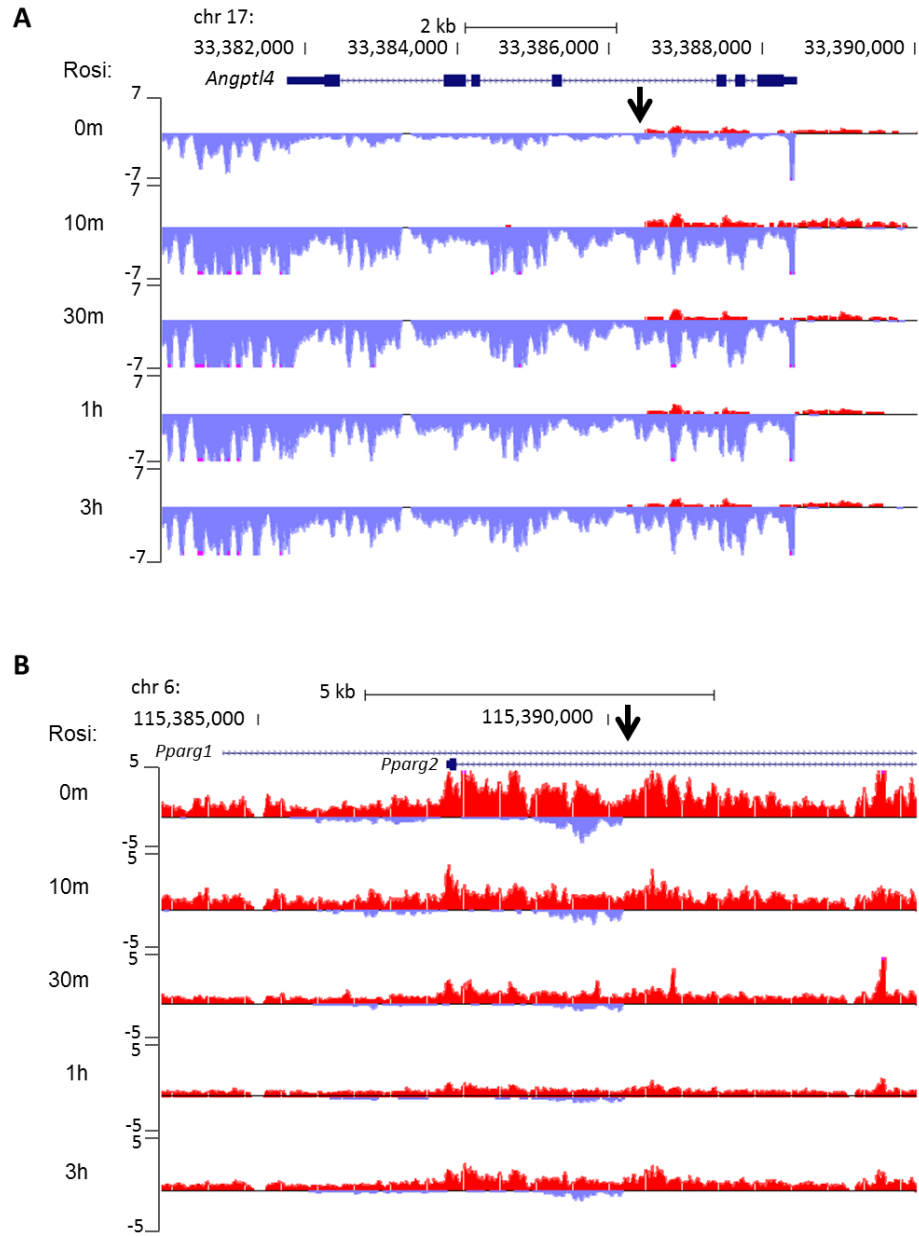 A
chr 17:
2 kb
33,382,000 33,384,000 33,386,000 33,388,000 33,390,000
Rosi:
Angptl4
7
0m
-7
7
10m
-7
7
30m
-7
7
1h
-7
7
3h
-7
B
chr 6:
5 kb
115,385,000 115,390,000
Rosi:
Pparg1
Pparg2
5
0m
-5
5
10m
-5
5
30m
-5
5
1h
-5
5
3h
-5